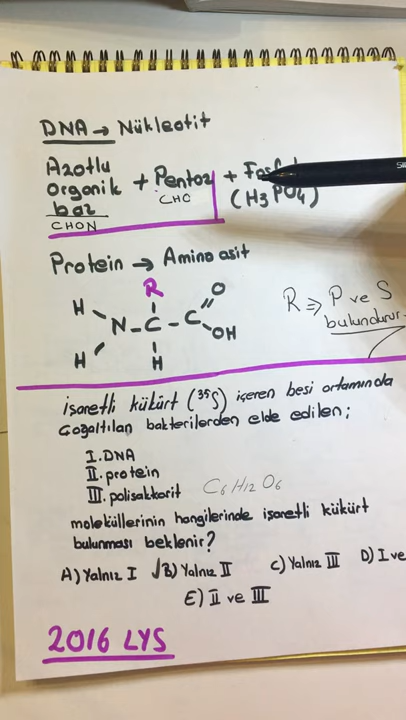 DNA → Nükleotit
Azotlu
Organik + Pentoz +
baz CHC (H3PO4)
CHON
Protein → Amino asit
R
H O
N - C - C
OH
H H
R ⇒ P ve S
bulundurur.
işaretli kükürt (³⁵S) içeren besi ortamında
çoğaltılan bakterilerden elde edilen;
I. DNA
II. protein
III. polisakkarit C6H12O6
moleküllerinin hangilerinde işaretli kükürt
bulunması beklenir?
A) Yalnız I √B) Yalnız II C) Yalnız III D) I ve
E) II ve III
2016 LYS